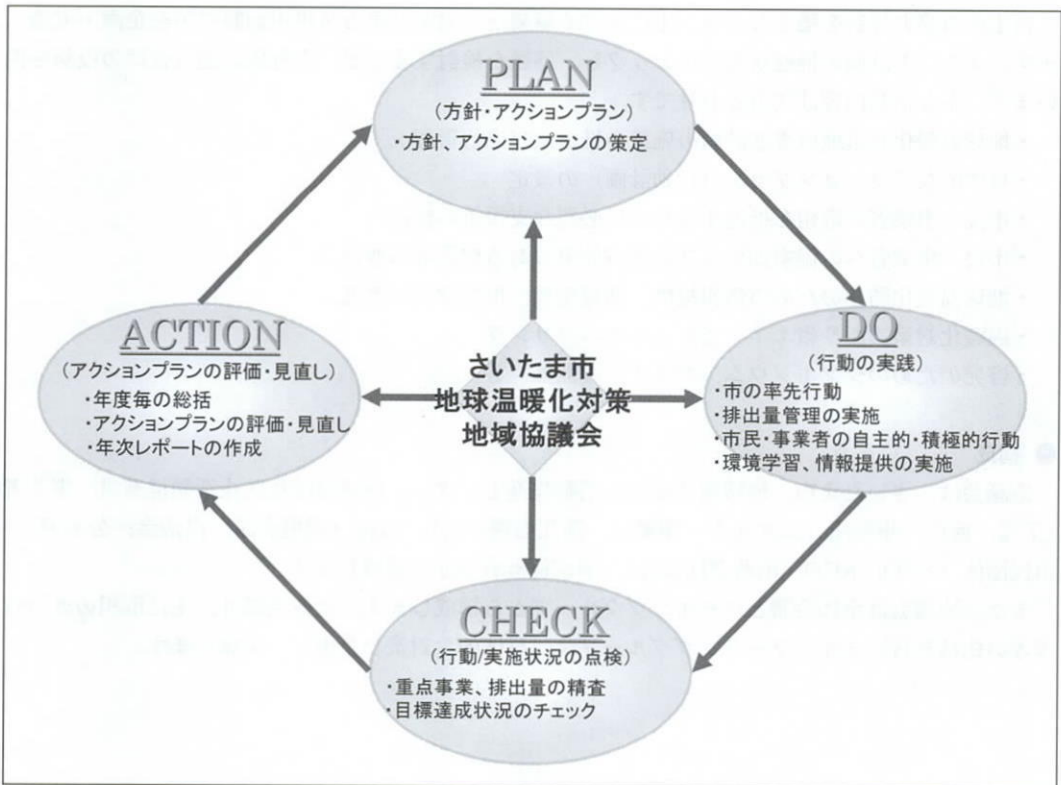 PLAN
(方針・アクションプラン)
・方針、アクションプランの策定
ACTION
(アクションプランの評価・見直し)
・年度毎の総括
・アクションプランの評価・見直し
・年次レポートの作成
さいたま市
地球温暖化対策
地域協議会
DO
(行動の実践)
・市の率先行動
・排出量管理の実施
・市民・事業者の自主的・積極的行動
・環境学習、情報提供の実施
CHECK
(行動/実施状況の点検)
・重点事業、排出量の精査
・目標達成状況のチェック